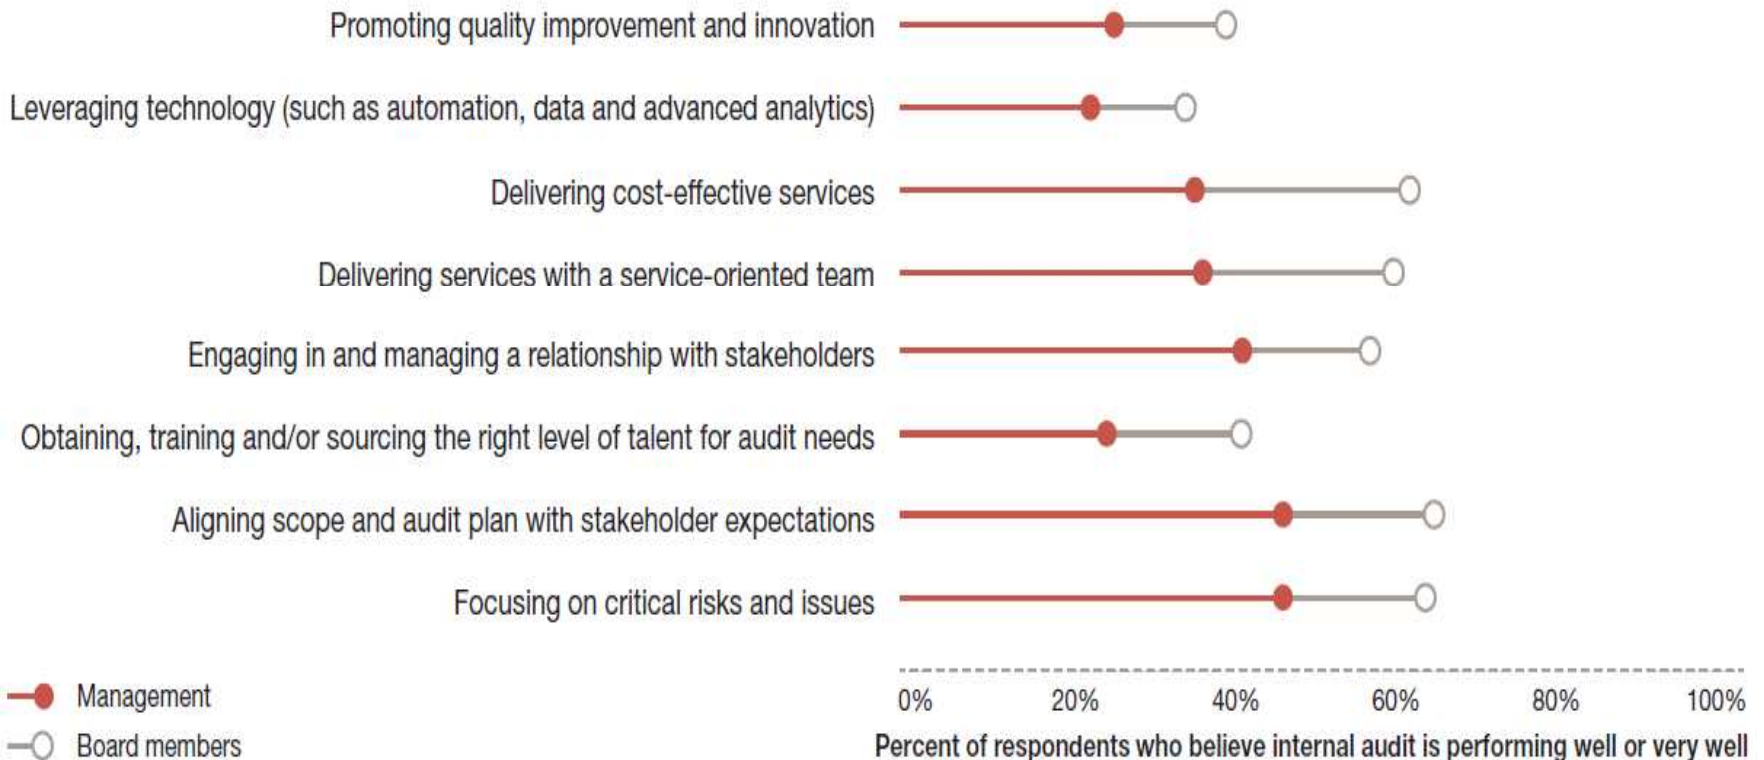 Promoting quality improvement and innovation
Leveraging technology (such as automation, data and advanced analytics)
Delivering cost-effective services
Delivering services with a service-oriented team
Engaging in and managing a relationship with stakeholders
Obtaining, training and/or sourcing the right level of talent for audit needs
Aligning scope and audit plan with stakeholder expectations
Focusing on critical risks and issues
Management
Board members
0% 20% 40% 60% 80% 100%
Percent of respondents who believe internal audit is performing well or very well